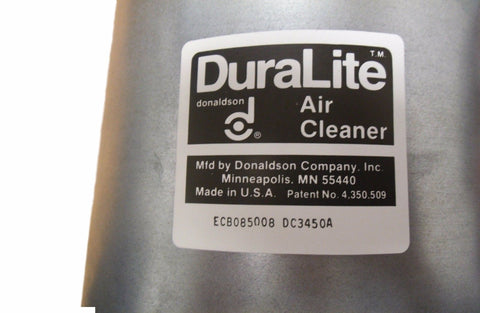 DuraLite T.M.
donaldson Air
® Cleaner
Mfd by Donaldson Company, Inc.
Minneapolis, MN 55440
Made in U.S.A. Patent No. 4,350,509
ECB085008 DC3450A